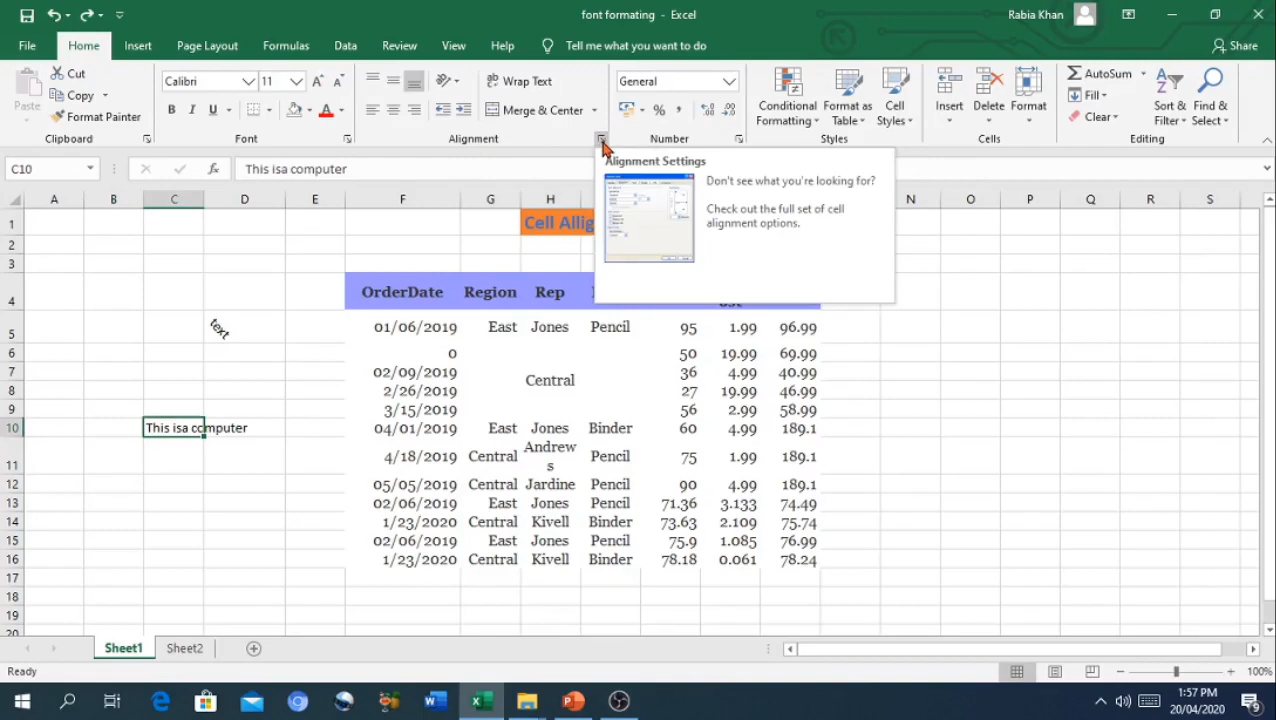 font formating - Excel
Rabia Khan
File Home Insert Page Layout Formulas Data Review View Help Tell me what you want to do Share
Paste
Cut
Copy
Format Painter
Clipboard
Calibri 11
B I U
Font
Wrap Text
Merge & Center
Alignment
General
% ,
Number
Conditional Formatting
Format as Table
Cell Styles
Styles
Insert Delete Format
Cells
AutoSum
Fill
Clear
Sort & Filter
Find & Select
Editing
C10 fx This isa computer
Alignment Settings
Don't see what you're looking for?
Check out the full set of cell
alignment options.
A B C D E F G H N O P Q R S
1 Cell Allig
2
3
4 OrderDate Region Rep
5 text 01/06/2019 East Jones Pencil 95 1.99 96.99
6 0 50 19.99 69.99
7 02/09/2019 36 4.99 40.99
Central
8 2/26/2019 27 19.99 46.99
9 3/15/2019 56 2.99 58.99
10 This isa computer 04/01/2019 East Jones Binder 60 4.99 189.1
11 4/18/2019 Central Andrews Pencil 75 1.99 189.1
12 05/05/2019 Central Jardine Pencil 90 4.99 189.1
13 02/06/2019 East Jones Pencil 71.36 3.133 74.49
14 1/23/2020 Central Kivell Binder 73.63 2.109 75.74
15 02/06/2019 East Jones Pencil 75.9 1.085 76.99
16 1/23/2020 Central Kivell Binder 78.18 0.061 78.24
17
18
19
20
Sheet1 Sheet2
Ready 100%
1:57 PM
20/04/2020
9